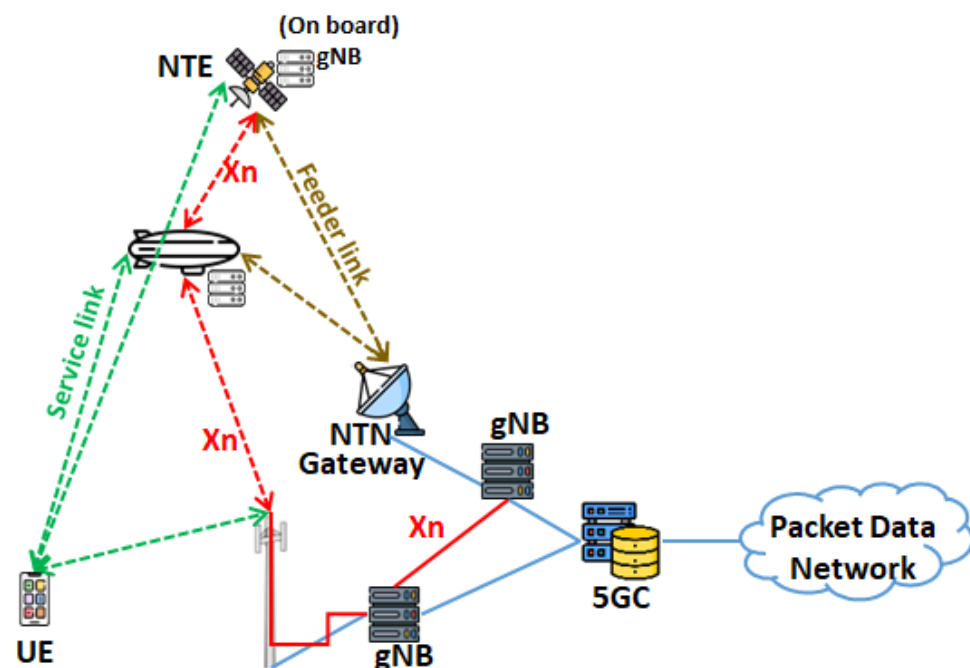 (On board)
NTE
gNB
Xn
Feeder link
Service link
Xn
NTN
Gateway
gNB
Xn
Packet Data
Network
5GC
UE
gNB